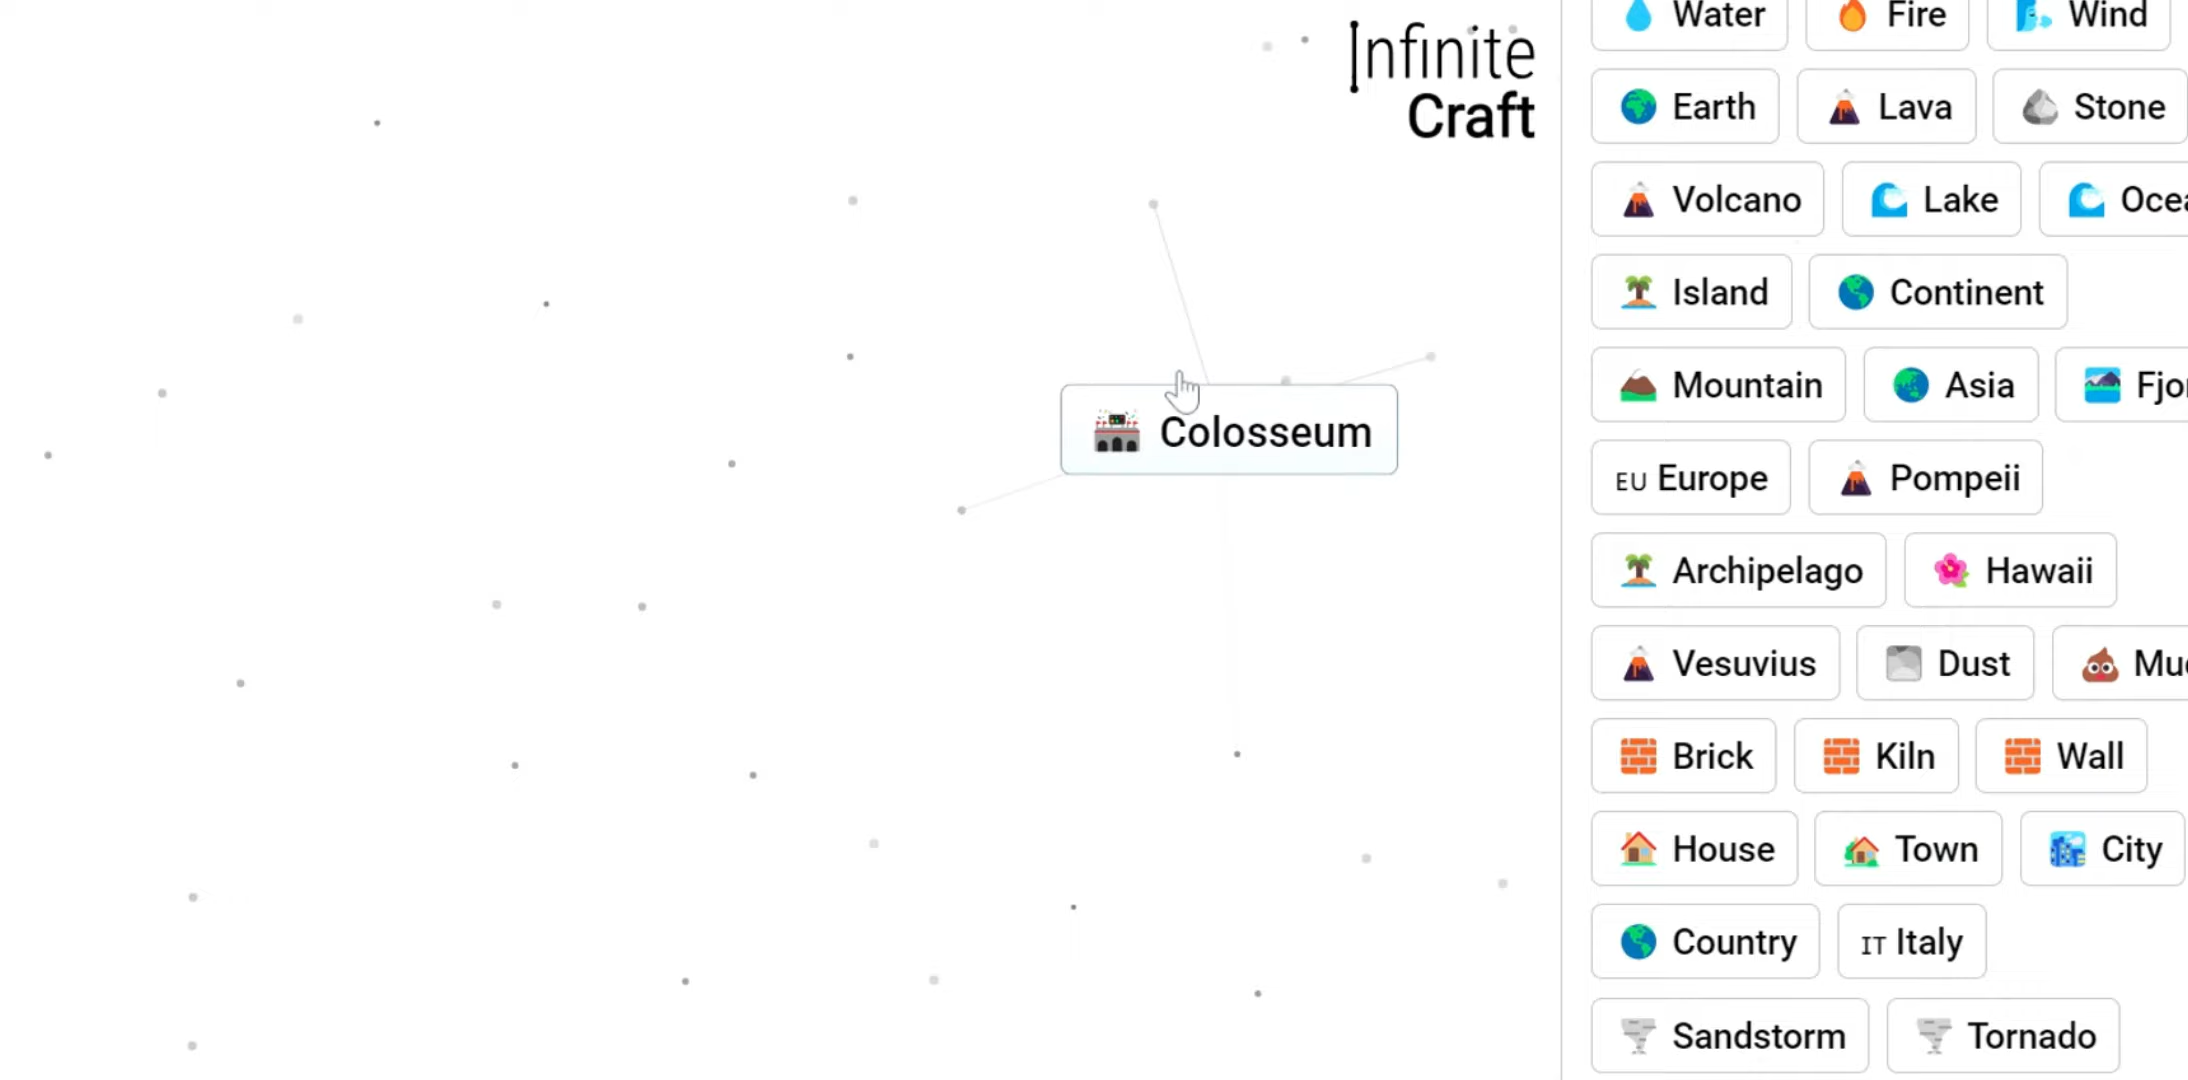 Infinite
Craft
Colosseum
Water Fire Wind
Earth Lava Stone
Volcano Lake
Island Continent
Mountain Asia
EU Europe Pompeii
Archipelago Hawaii
Vesuvius Dust
Brick Kiln Wall
House Town City
Country IT Italy
Sandstorm Tornado